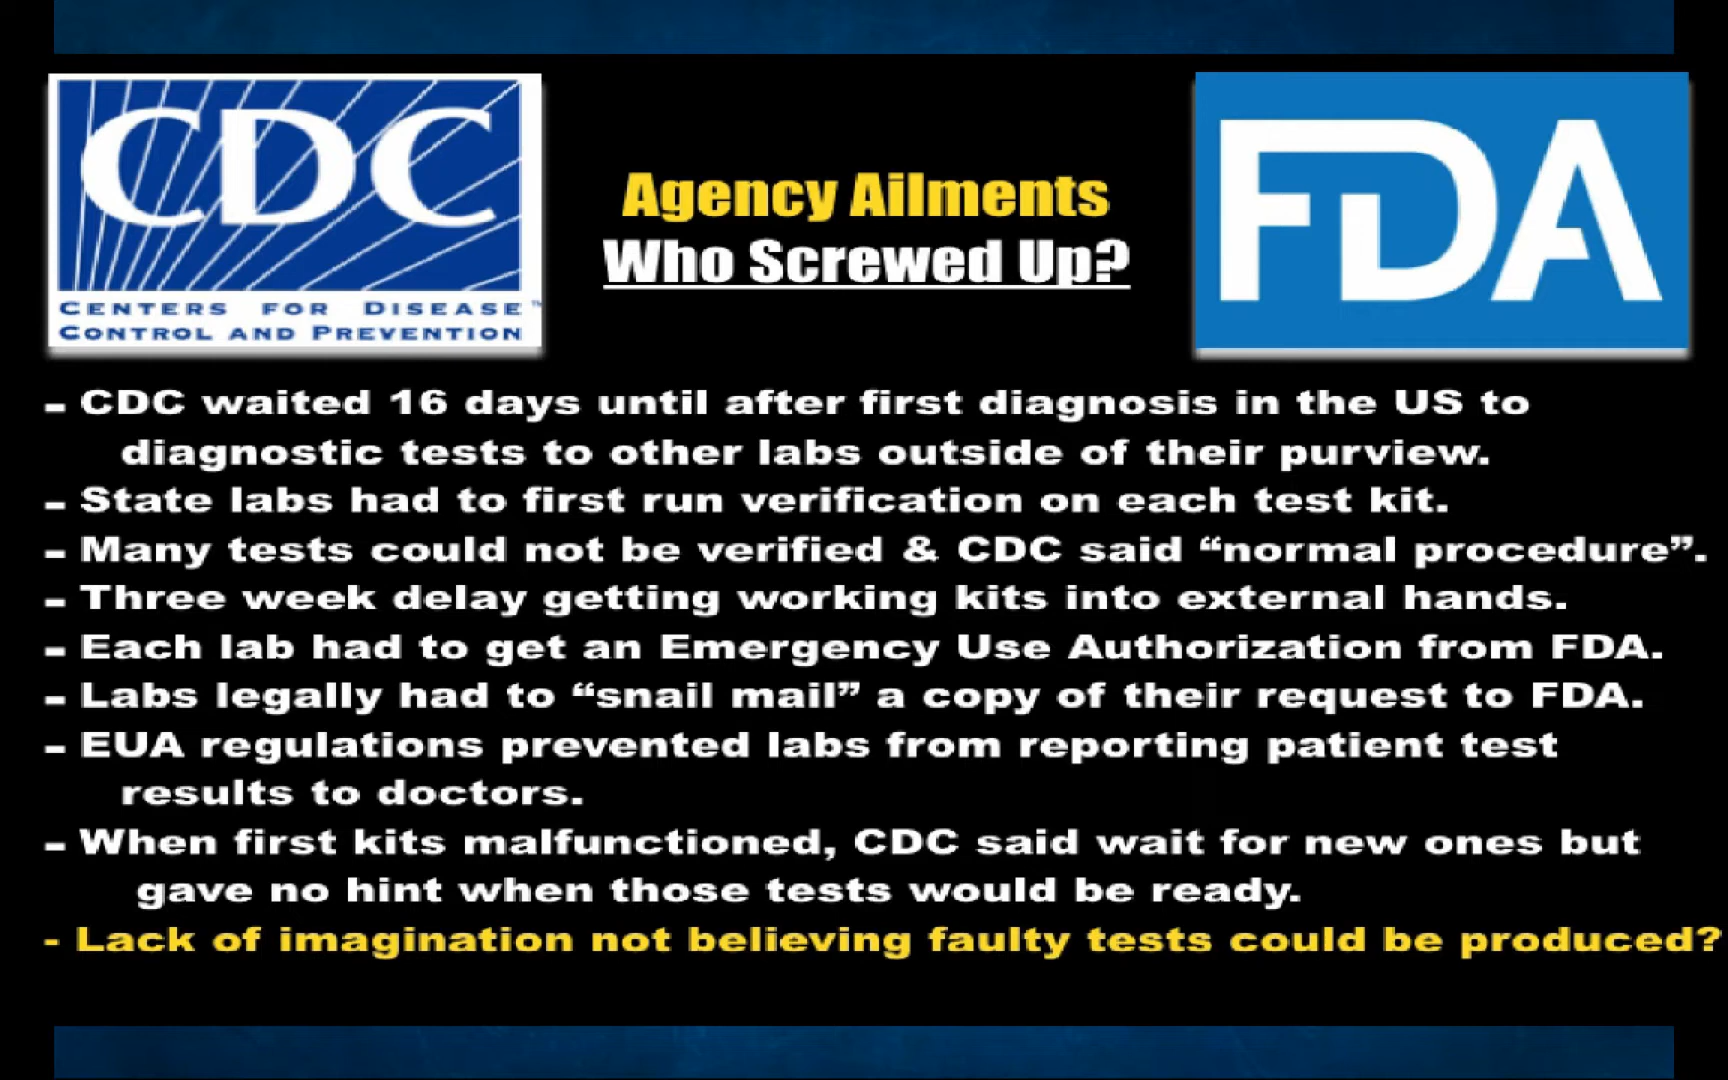 CDC
CENTERS FOR DISEASE™
CONTROL AND PREVENTION
Agency Ailments
Who Screwed Up?
FDA
- CDC waited 16 days until after first diagnosis in the US to
diagnostic tests to other labs outside of their purview.
- State labs had to first run verification on each test kit.
- Many tests could not be verified & CDC said “normal procedure”.
- Three week delay getting working kits into external hands.
- Each lab had to get an Emergency Use Authorization from FDA.
- Labs legally had to “snail mail” a copy of their request to FDA.
- EUA regulations prevented labs from reporting patient test
results to doctors.
- When first kits malfunctioned, CDC said wait for new ones but
gave no hint when those tests would be ready.
- Lack of imagination not believing faulty tests could be produced?